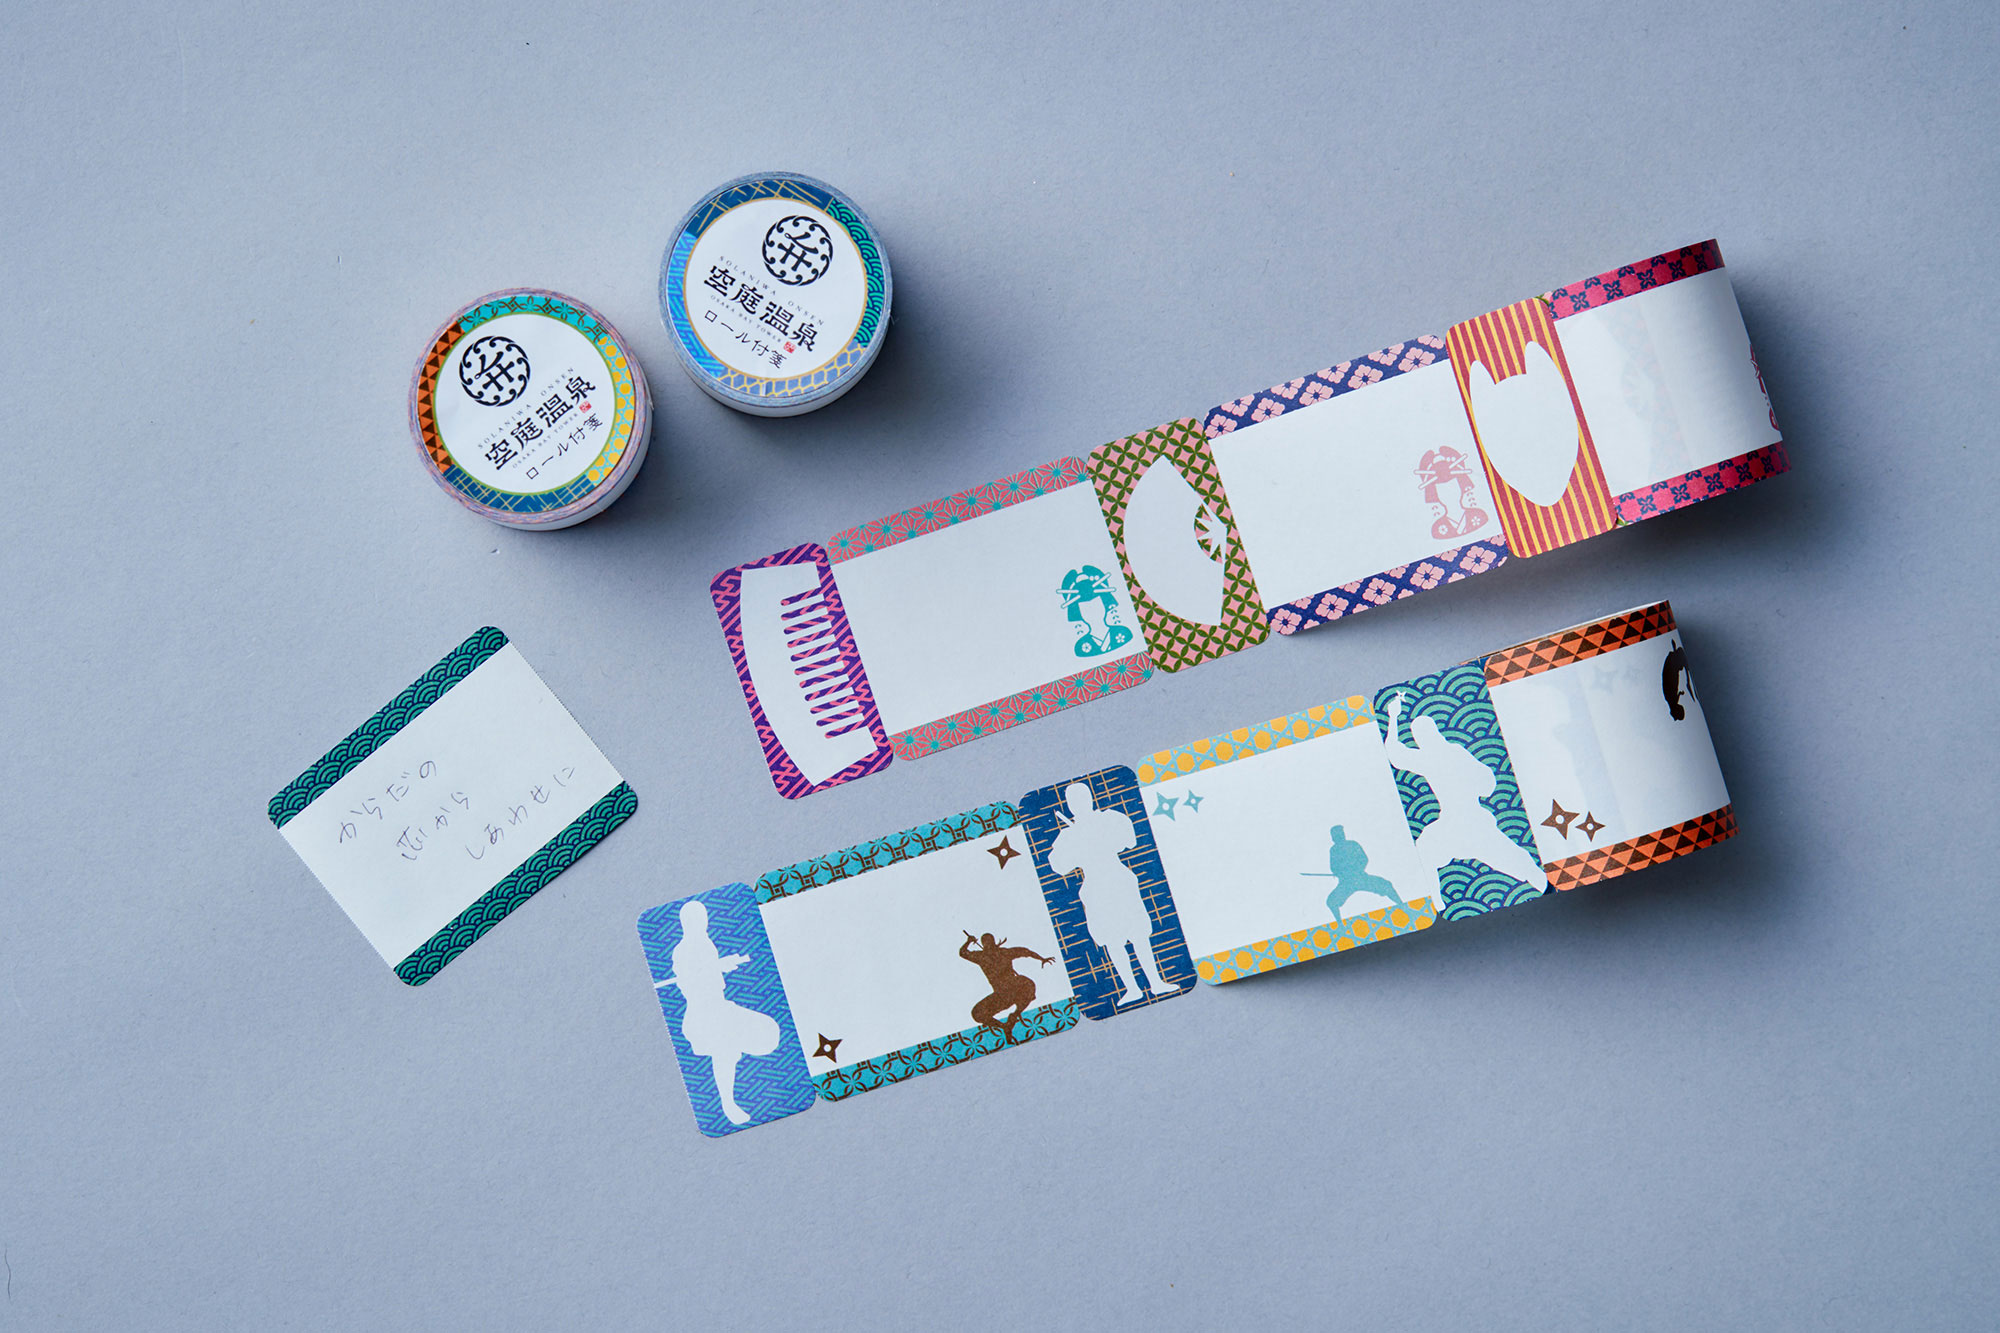 SOLANIWA ONSEN
空庭温泉
OSAKA BAY TOWER
ロール付箋
SOLANIWA ONSEN
空庭温泉
OSAKA BAY TOWER
ロール付箋
からだの
芯から
しあわせに